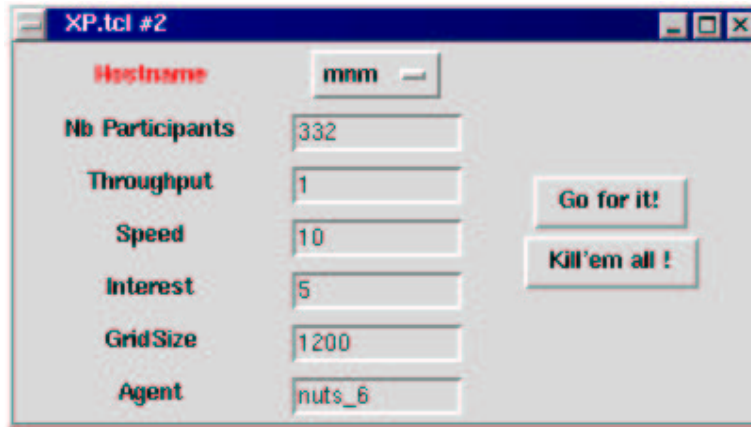 XP.tcl #2
Hostname mnm
Nb Participants 332
Throughput 1
Go for it!
Speed 10
Kill'em all !
Interest 5
GridSize 1200
Agent nuts_6